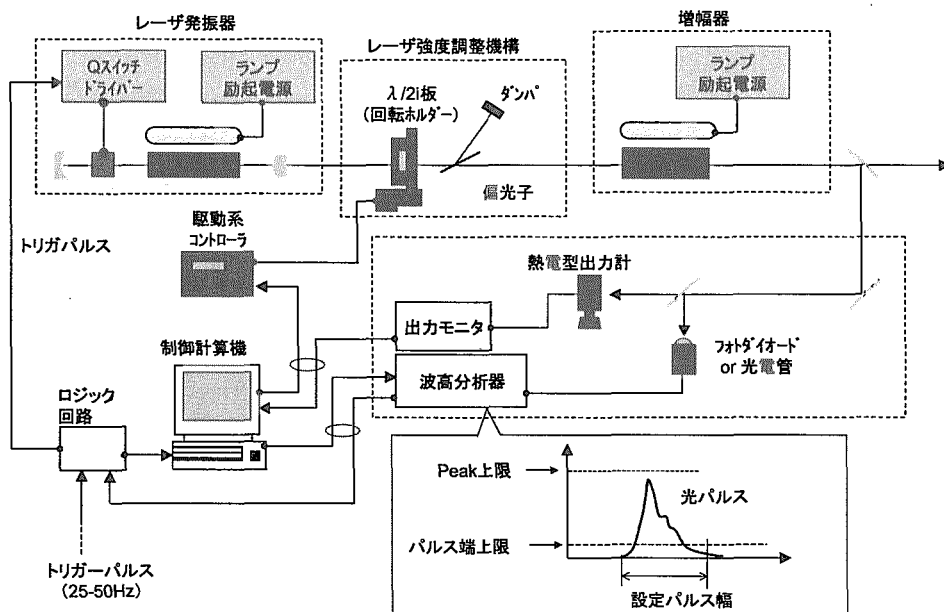 レーザ発振器
Qスイッチ
ドライバー
ランプ
励起電源
レーザ強度調整機構
λ/2i板
(回転ホルダー)
ダンパ
偏光子
増幅器
ランプ
励起電源
トリガパルス
駆動系
コントローラ
熱電型出力計
出力モニタ
フォトダイオード
or 光電管
波高分析器
制御計算機
ロジック
回路
トリガーパルス
(25-50Hz)
Peak上限
光パルス
パルス端上限
設定パルス幅